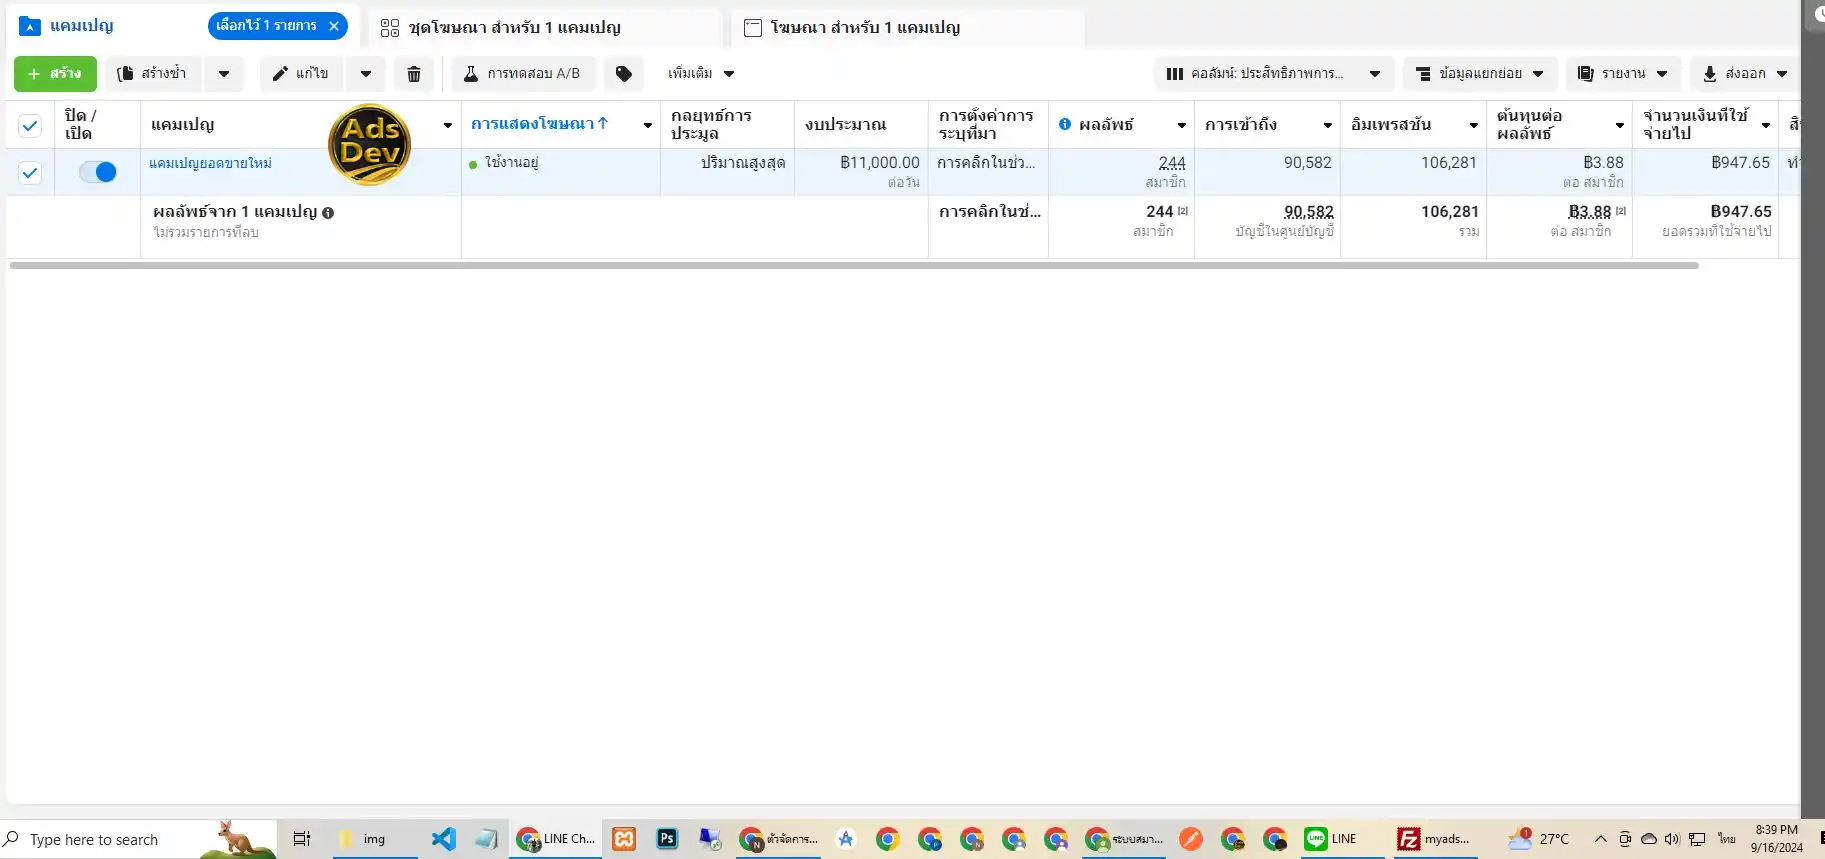 แคมเปญ
เลือกไว้ 1 รายการ
ชุดโฆษณา สำหรับ 1 แคมเปญ
โฆษณา สำหรับ 1 แคมเปญ
+ สร้าง
สร้างซ้ำ
แก้ไข
การทดสอบ A/B
เพิ่มเติม
คอลัมน์: ประสิทธิภาพการ...
ข้อมูลแยกย่อย
รายงาน
ส่งออก
ปิด /
เปิด
แคมเปญ
Ads
Dev
การแสดงโฆษณา ↑
กลยุทธ์การ
ประมูล
งบประมาณ
การตั้งค่าการ
ระบุที่มา
ผลลัพธ์
การเข้าถึง
อิมเพรสชัน
ต้นทุนต่อ
ผลลัพธ์
จำนวนเงินที่ใช้
จ่ายไป
แคมเปญยอดขายใหม่
ใช้งานอยู่
ปริมาณสูงสุด
฿11,000.00
ต่อวัน
การคลิกในช่ว...
244
สมาชิก
90,582
106,281
฿3.88
ต่อ สมาชิก
฿947.65
ผลลัพธ์จาก 1 แคมเปญ
ไม่รวมรายการที่ลบ
การคลิกในช่...
244 [2]
สมาชิก
90,582
บัญชีในศูนย์บัญชี
106,281
รวม
฿3.88 [2]
ต่อ สมาชิก
฿947.65
ยอดรวมที่ใช้จ่ายไป
Type here to search
img
LINE Ch...
Ps
ตัวจัดการ...
ระบบสมา...
LINE
myads...
27°C
ไทย
8:39 PM
9/16/2024